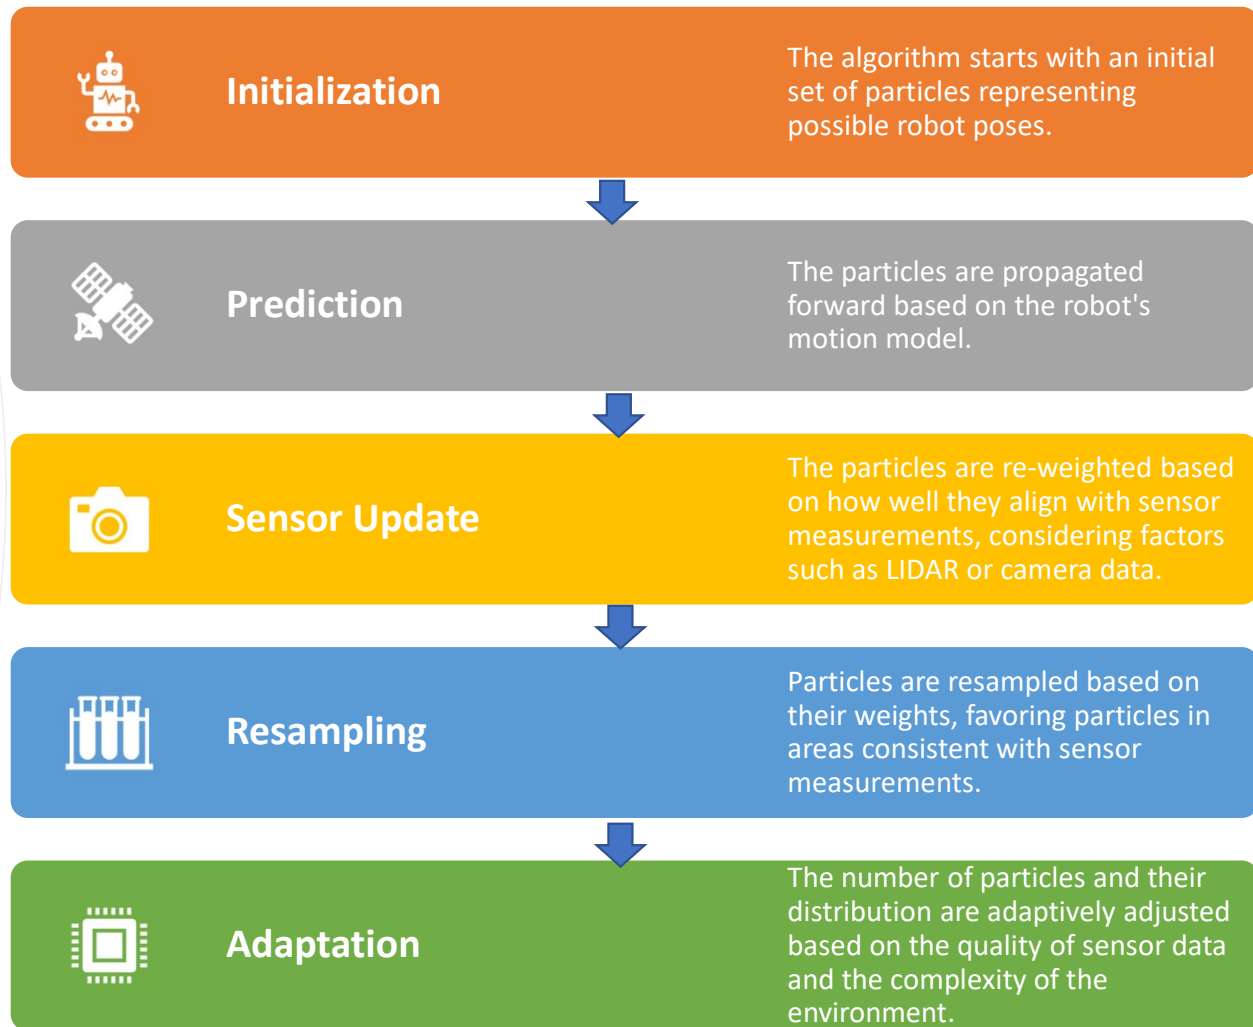 Initialization
The algorithm starts with an initial
set of particles representing
possible robot poses.
Prediction
The particles are propagated
forward based on the robot's
motion model.
Sensor Update
The particles are re-weighted based
on how well they align with sensor
measurements, considering factors
such as LIDAR or camera data.
Resampling
Particles are resampled based on
their weights, favoring particles in
areas consistent with sensor
measurements.
Adaptation
The number of particles and their
distribution are adaptively adjusted
based on the quality of sensor data
and the complexity of the
environment.